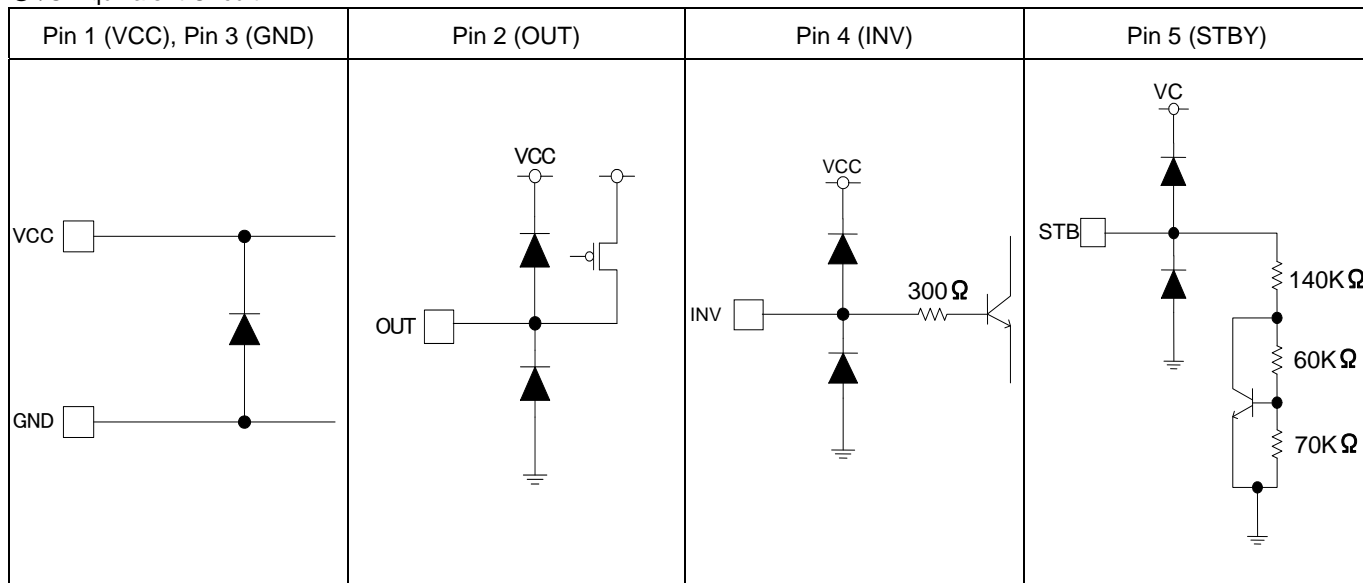 Pin 1 (VCC), Pin 3 (GND)
Pin 2 (OUT)
Pin 4 (INV)
Pin 5 (STBY)
VCC
GND
VCC
OUT
VCC
INV
300Ω
VC
STB
140KΩ
60KΩ
70KΩ